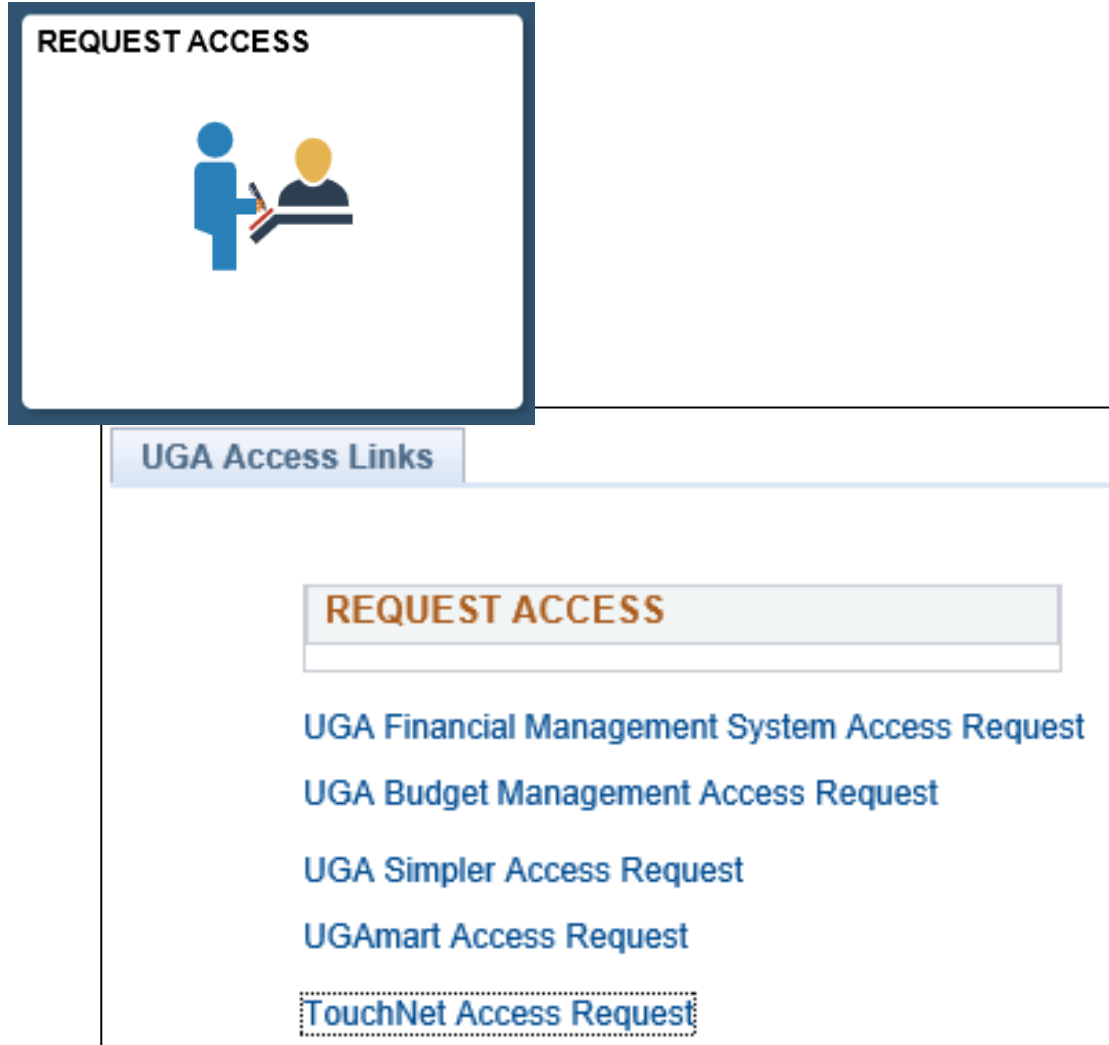 REQUEST ACCESS
UGA Access Links
REQUEST ACCESS
UGA Financial Management System Access Request
UGA Budget Management Access Request
UGA Simpler Access Request
UGAmart Access Request
TouchNet Access Request